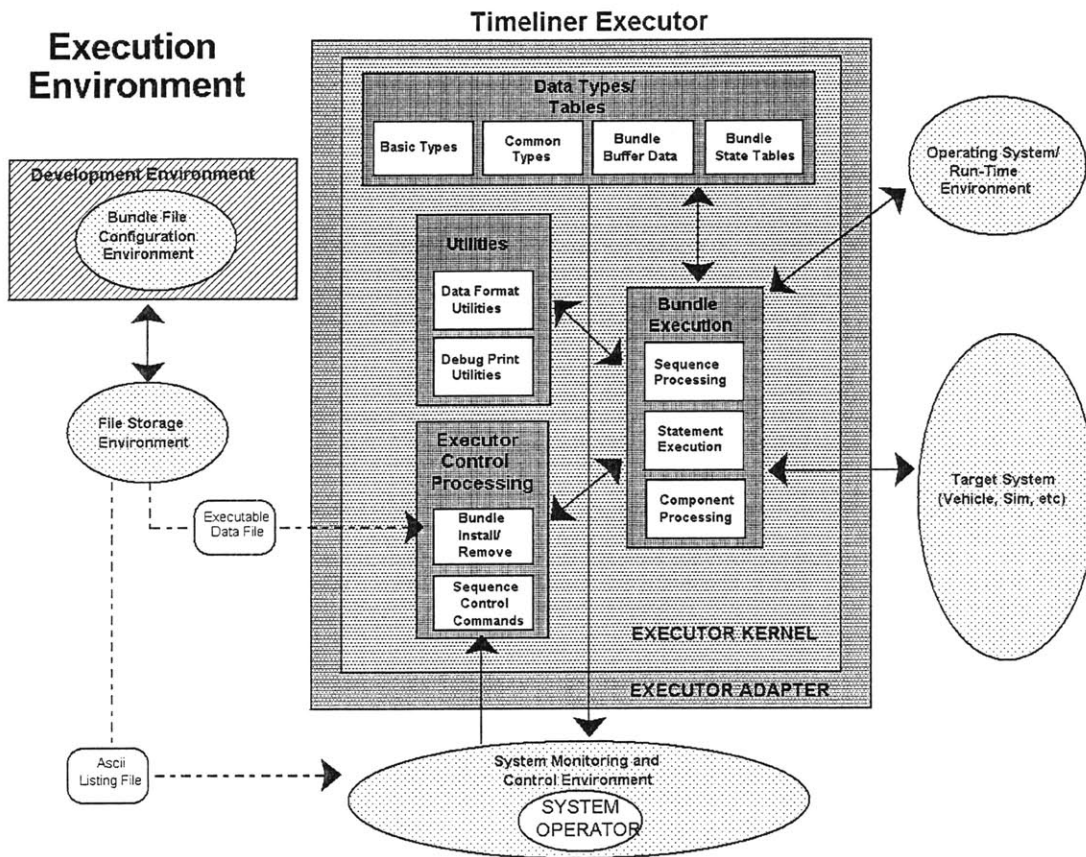 Execution
Environment
Timeliner Executor
Data Types/
Tables
Basic Types
Common
Types
Bundle
Buffer Data
Bundle
State Tables
Operating System/
Run-Time
Environment
Development Environment
Bundle File
Configuration
Environment
Utilities
Data Format
Utilities
Debug Print
Utilities
Bundle
Execution
Sequence
Processing
Statement
Execution
Component
Processing
File Storage
Environment
Executor
Control
Processing
Bundle
Install/
Remove
Sequence
Control
Commands
Executable
Data File
Target System
(Vehicle, Sim, etc)
EXECUTOR KERNEL
EXECUTOR ADAPTER
Ascii
Listing File
System Monitoring and
Control Environment
SYSTEM
OPERATOR